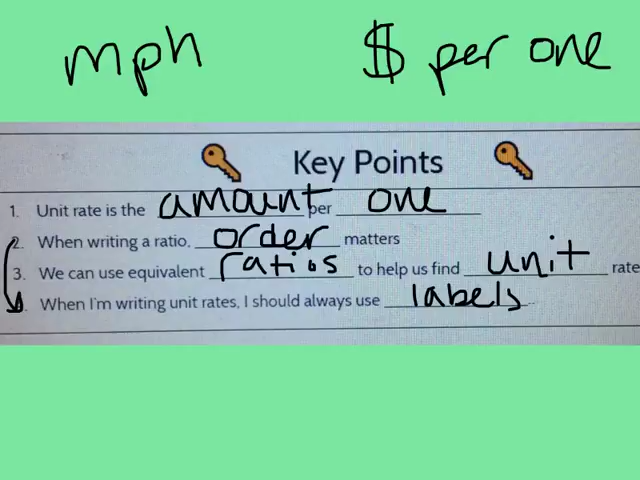 mph $ per one
Key Points
1. Unit rate is the amount per one
2. When writing a ratio, order matters
3. We can use equivalent ratios to help us find unit rate
When I'm writing unit rates, I should always use labels